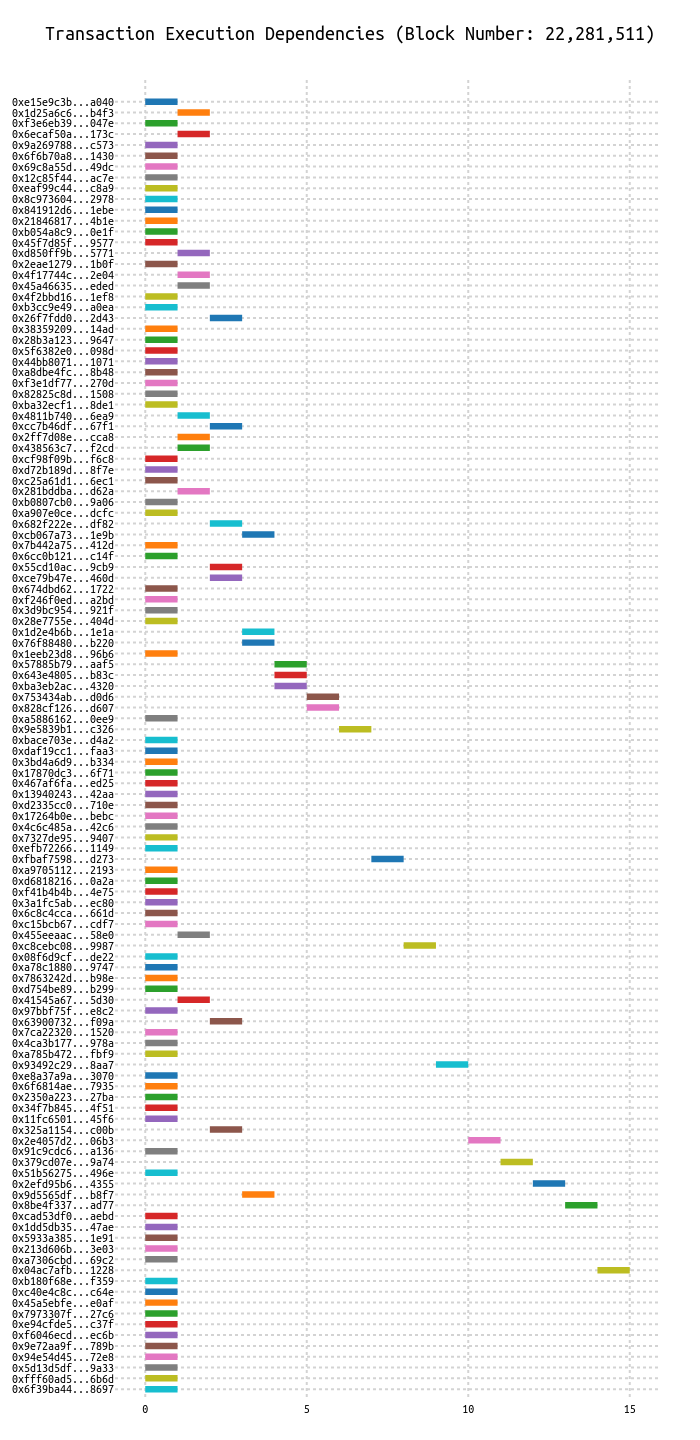 Transaction Execution Dependencies (Block Number: 22,281,511)
0xe15e9c3b...a040
0x1d25a6c6...b4f3
0xf3e6eb39...047e
0x6ecaf50a...173c
0x9a269788...c573
0x6f6b70a8...1430
0x69c8a55d...49dc
0x12c85f44...ac7e
0xeaf99c44...c8a9
0x8c973604...2978
0x841912d6...1ebe
0x21846817...4b1e
0xb054a8c9...0e1f
0x45f7d85f...9577
0xd850ff9b...5771
0x2eae1279...1b0f
0x4f17744c...2e04
0x45a46635...eded
0x4f2bbd16...1ef8
0xb3cc9e49...a0ea
0x26f7fdd0...2d43
0x38359209...14ad
0x28b3a123...9647
0x5f6382e0...098d
0x44bb8071...1071
0xa8dbe4fc...8b48
0xf3e1df77...270d
0x82825c8d...1508
0xba32ecf1...8de1
0x4811b740...6ea9
0xcc7b46df...67f1
0x2ff7d08e...cca8
0x438563c7...f2cd
0xcf98f09b...f6c8
0xd72b189d...8f7e
0xc25a61d1...6ec1
0x281bddba...d62a
0xb0807cb0...9a06
0xa907e0ce...dcfc
0x682f222e...df82
0xcb067a73...1e9b
0x7b442a75...412d
0x6cc0b121...c14f
0x55cd10ac...9cb9
0xce79b47e...460d
0x674dbd62...1722
0xf246f0ed...a2bd
0x3d9bc954...921f
0x28e7755e...404d
0x1d2e4b6b...1e1a
0x76f88480...b220
0x1eeb23d8...96b6
0x57885b79...aaf5
0x643e4805...b83c
0xba3eb2ac...4320
0x753434ab...d0d6
0x828cf126...d607
0xa5886162...0ee9
0x9e5839b1...c326
0xbace703e...d4a2
0xdaf19cc1...faa3
0x3bd4a6d9...b334
0x17870dc3...6f71
0x467af6fa...ed25
0x13940243...42aa
0xd2335cc0...710e
0x17264b0e...bebc
0x4c6c485a...42c6
0x7327de95...9407
0xefb72266...1149
0xfbaf7598...d273
0xa9705112...2193
0xd6818216...0a2a
0xf41b4b4b...4e75
0x3a1fc5ab...ec80
0x6c8c4cca...661d
0xc15bcb67...cdf7
0x455eeaac...58e0
0xc8cebc08...9987
0x08f6d9cf...de22
0xa78c1880...9747
0x7863242d...b98e
0xd754be89...b299
0x41545a67...5d30
0x97bbf75f...e8c2
0x63900732...f09a
0x7ca22320...1520
0x4ca3b177...978a
0xa785b472...fbf9
0x93492c29...8aa7
0xe8a37a9a...3070
0x6f6814ae...7935
0x2350a223...27ba
0x34f7b845...4f51
0x11fc6501...45f6
0x325a1154...c00b
0x2e4057d2...06b3
0x91c9cdc6...a136
0x379cd07e...9a74
0x51b56275...496e
0x2efd95b6...4355
0x9d5565df...b8f7
0x8be4f337...ad77
0xcad53df0...aebd
0x1dd5db35...47ae
0x5933a385...1e91
0x213d606b...3e03
0xa7306cbd...69c2
0x04ac7afb...1228
0xb180f68e...f359
0xc40e4c8c...c64e
0x45a5ebfe...e0af
0x7973307f...27c6
0xe94cfde5...c37f
0xf6046ecd...ec6b
0x9e72aa9f...789b
0x94e54d45...72e8
0x5d13d5df...9a33
0xfff60ad5...6b6d
0x6f39ba44...8697
0 5 10 15